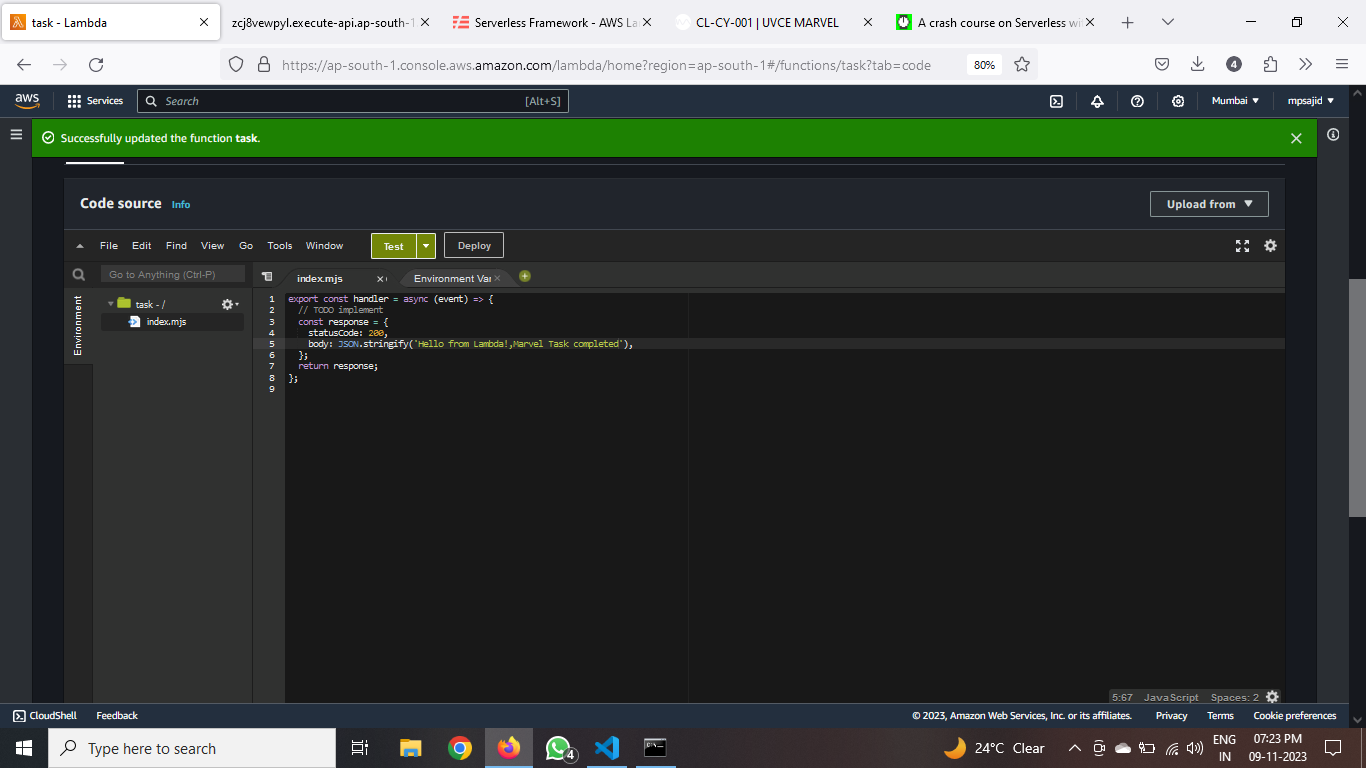 task - Lambda
zcj8vewpyl.execute-api.ap-south-1
Serverless Framework - AWS La
CL-CY-001 | UVCE MARVEL
A crash course on Serverless wi
https://ap-south-1.console.aws.amazon.com/lambda/home?region=ap-south-1#/functions/task?tab=code
80%
4
aws
Services
Search
[Alt+S]
Mumbai
mpsajid
Successfully updated the function task.
Code source
Info
Upload from
File Edit Find View Go Tools Window
Test
Deploy
Go to Anything (Ctrl-P)
index.mjs
Environment Var
Environment
task - /
index.mjs
1 export const handler = async (event) => {
2 // TODO implement
3 const response = {
4 statusCode: 200,
5 body: JSON.stringify('Hello from Lambda!,Marvel Task completed'),
6 };
7 return response;
8 };
9
5:67 JavaScript Spaces: 2
CloudShell
Feedback
© 2023, Amazon Web Services, Inc. or its affiliates.
Privacy
Terms
Cookie preferences
Type here to search
4
24°C Clear
ENG
IN
07:23 PM
09-11-2023